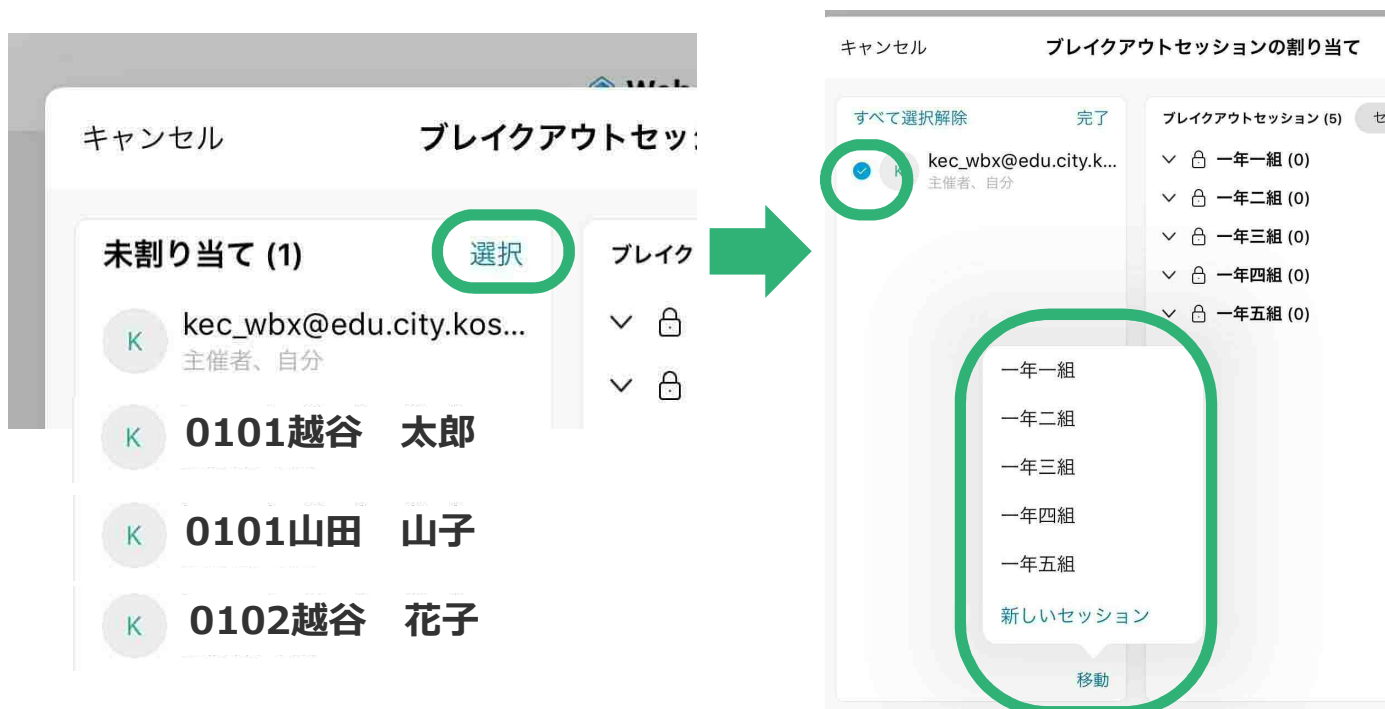 キャンセル
ブレイクアウトセッ
未割り当て (1)
選択
K
kec_wbx@edu.city.kos...
主催者、自分
K
0101越谷　太郎
K
0101山田　山子
K
0102越谷　花子
ブレイク
キャンセル
ブレイクアウトセッションの割り当て
すべて選択解除
完了
K
kec_wbx@edu.city.k...
主催者、自分
ブレイクアウトセッション (5)
セ
一年一組 (0)
一年二組 (0)
一年三組 (0)
一年四組 (0)
一年五組 (0)
一年一組
一年二組
一年三組
一年四組
一年五組
新しいセッション
移動